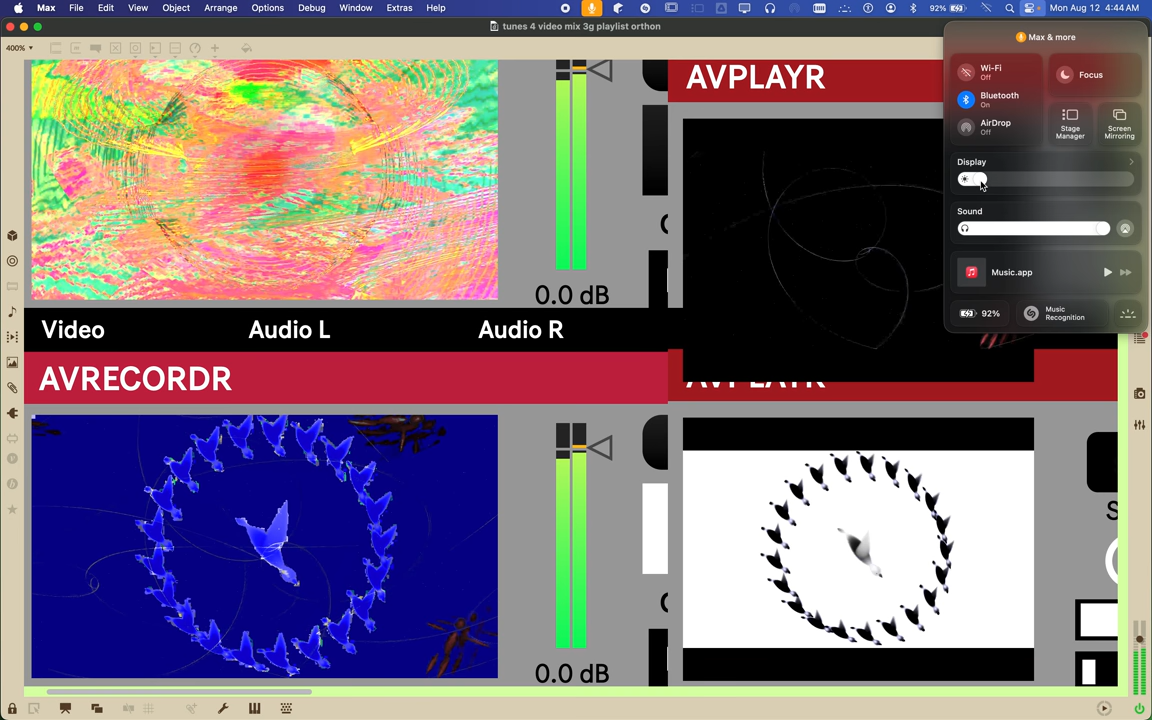 Max File Edit View Object Arrange Options Debug Window Extras Help 92% Mon Aug 12 4:44 AM
tunes 4 video mix 3g playlist orthon
400%
Max & more
Wi-Fi
Off
Bluetooth
On
AirDrop
Off
Focus
Stage
Manager
Screen
Mirroring
Display
Sound
Music.app
92%
Music
Recognition
AVPLAYR
0.0 dB
Video Audio L Audio R
AVRECORDR
AVPLAYR
0.0 dB